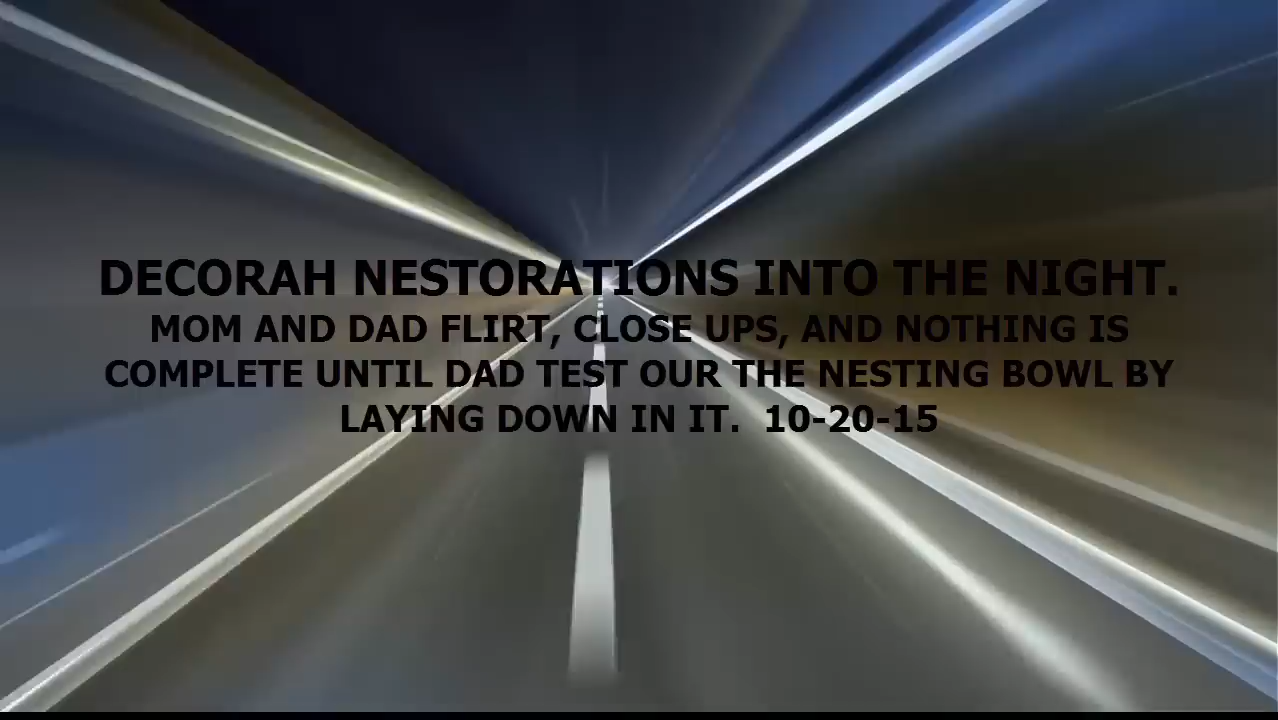 DECORAH NESTORATIONS INTO THE NIGHT.
MOM AND DAD FLIRT, CLOSE UPS, AND NOTHING IS
COMPLETE UNTIL DAD TEST OUR THE NESTING BOWL BY
LAYING DOWN IN IT.  10-20-15